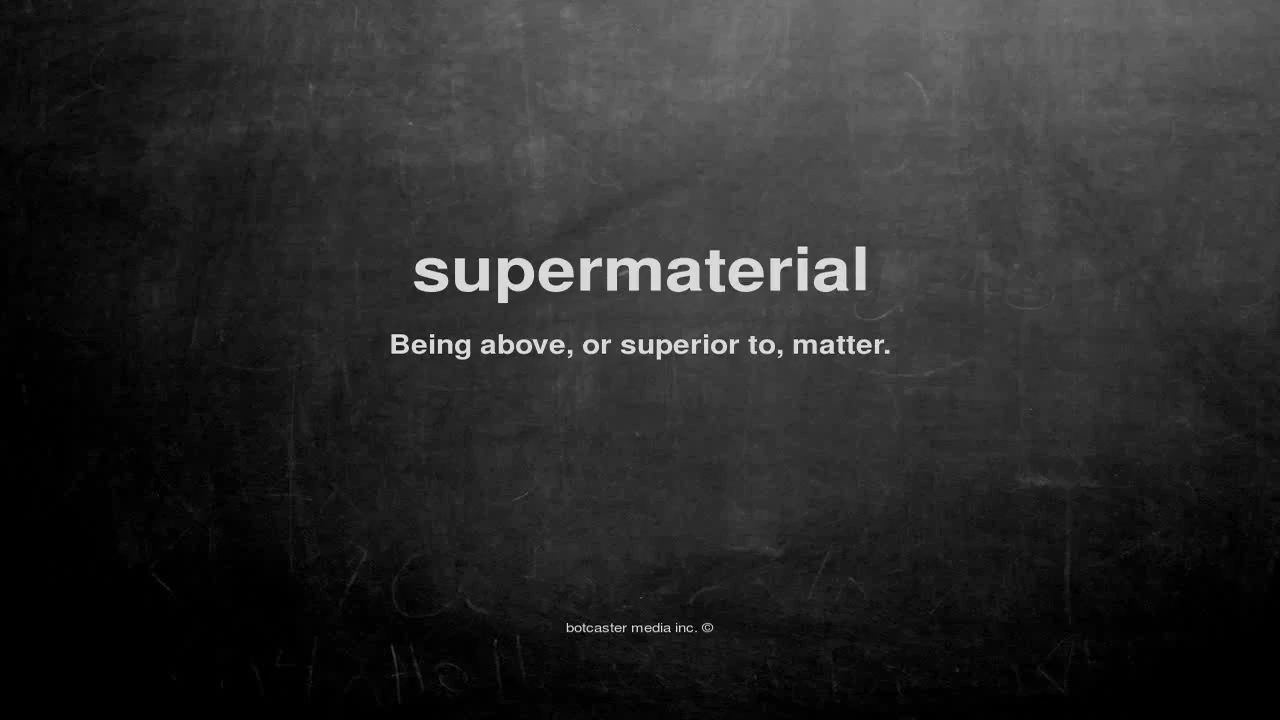 supermaterial
Being above, or superior to, matter.
botcaster media inc. ©